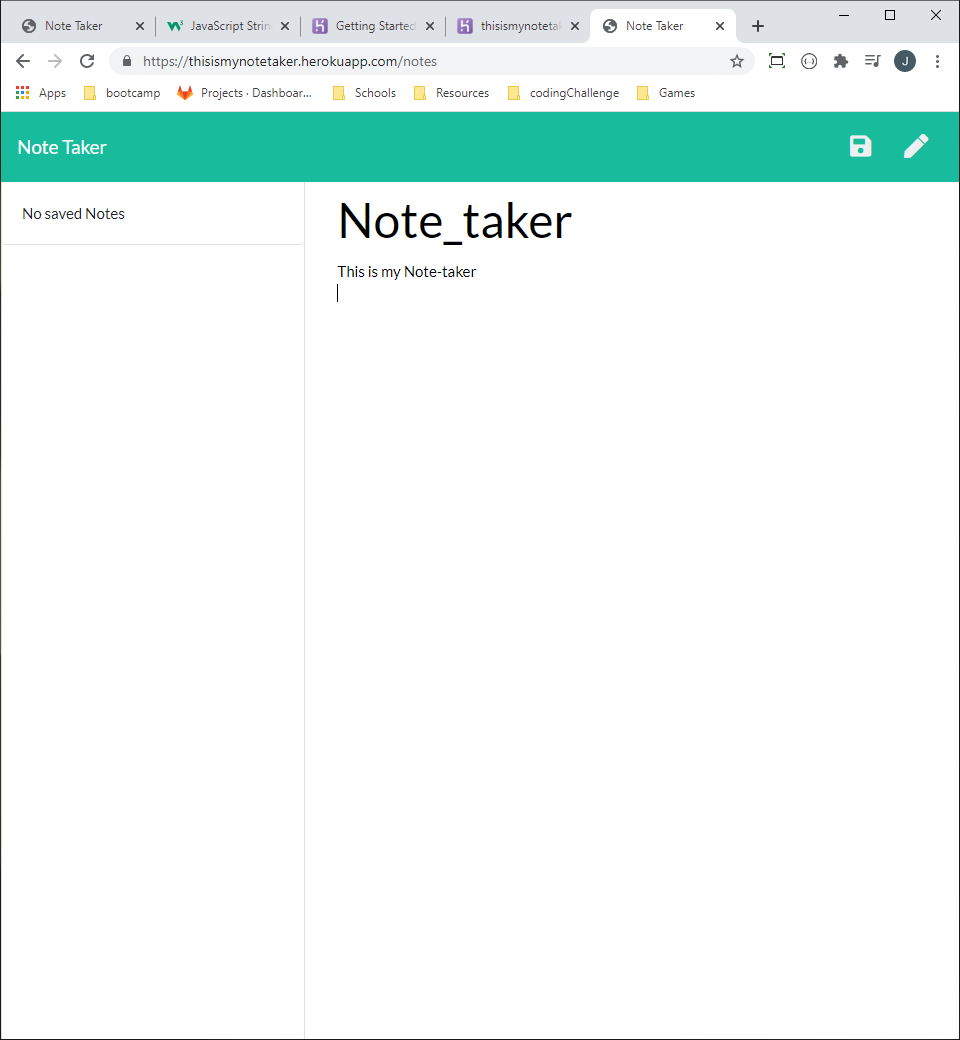 Note Taker
JavaScript Strin
Getting Started
thisismynotetak
Note Taker
https://thisismynotetaker.herokuapp.com/notes
J
Apps
bootcamp
Projects · Dashboar...
Schools
Resources
codingChallenge
Games
Note Taker
No saved Notes
Note_taker
This is my Note-taker